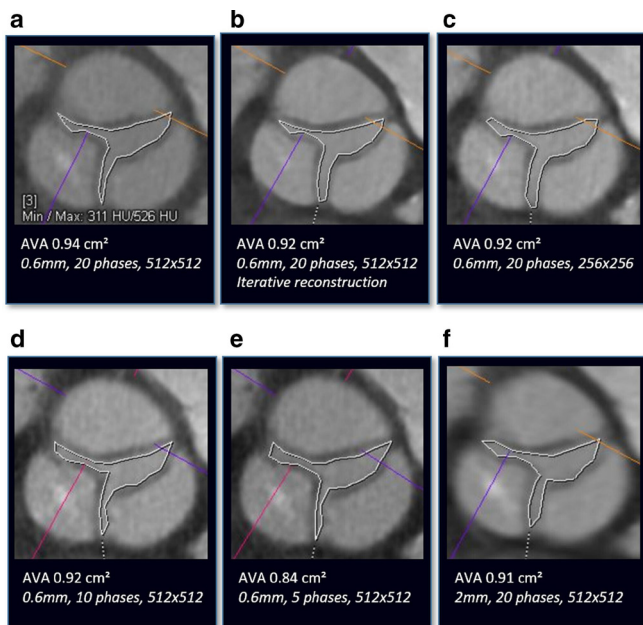 a
b
c
[3]
Min / Max: 311 HU/526 HU
AVA 0.94 cm²
0.6mm, 20 phases, 512x512
AVA 0.92 cm²
0.6mm, 20 phases, 512x512
Iterative reconstruction
AVA 0.92 cm²
0.6mm, 20 phases, 256x256
d
e
f
AVA 0.92 cm²
0.6mm, 10 phases, 512x512
AVA 0.84 cm²
0.6mm, 5 phases, 512x512
AVA 0.91 cm²
2mm, 20 phases, 512x512